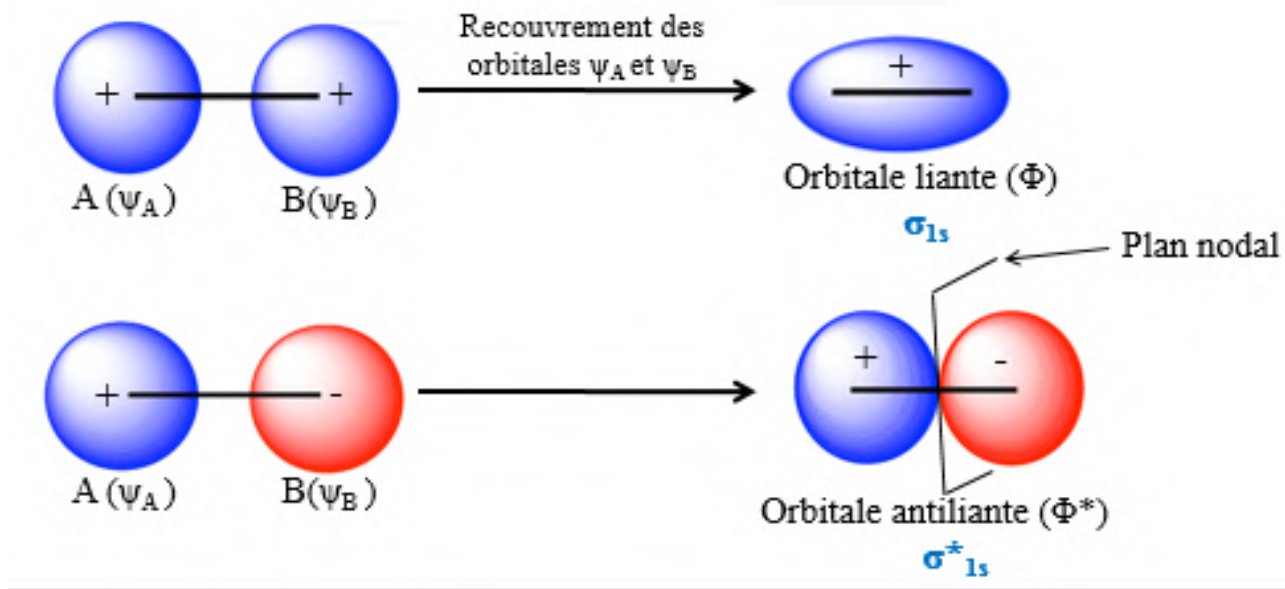 Recouvrement des
orbitales ψA et ψB
+ + +
A (ψA) B(ψB) Orbitale liante (Φ)
σ1s
Plan nodal
+ - + -
A (ψA) B(ψB)
Orbitale antiliante (Φ*)
σ*1s